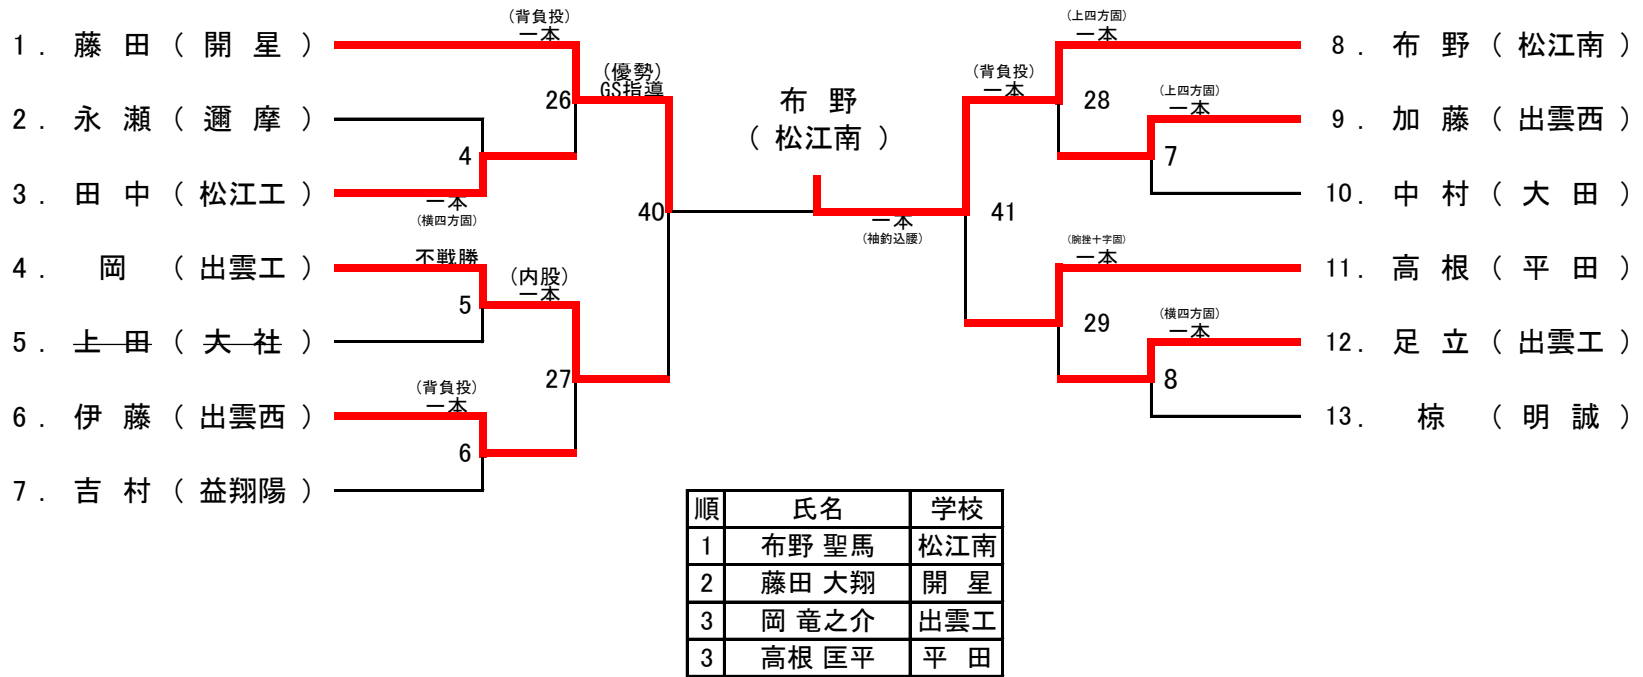 1． 藤 田 （ 開 星 ）
2． 永 瀬 （ 邇 摩 ）
3． 田 中 （ 松江工 ）
4． 岡 （ 出雲工 ）
5． 上 田 （ 大 社 ）
6． 伊 藤 （ 出雲西 ）
7． 吉 村 （ 益翔陽 ）
(背負投)
一本
26
4
一本
(横四方固)
不戦勝
5
(内股)
一本
27
(背負投)
一本
6
(優勢)
GS指導
40
布 野
（ 松江南 ）
一本
(袖釣込腰)
(背負投)
一本
41
(上四方固)
一本
28
(上四方固)
一本
7
(腕挫十字固)
一本
29
(横四方固)
一本
8
8． 布 野 （ 松江南 ）
9． 加 藤 （ 出雲西 ）
10． 中 村 （ 大 田 ）
11． 高 根 （ 平 田 ）
12． 足 立 （ 出雲工 ）
13． 椋 （ 明 誠 ）
順 氏名 学校
1 布野 聖馬 松江南
2 藤田 大翔 開 星
3 岡 竜之介 出雲工
3 高根 匡平 平 田